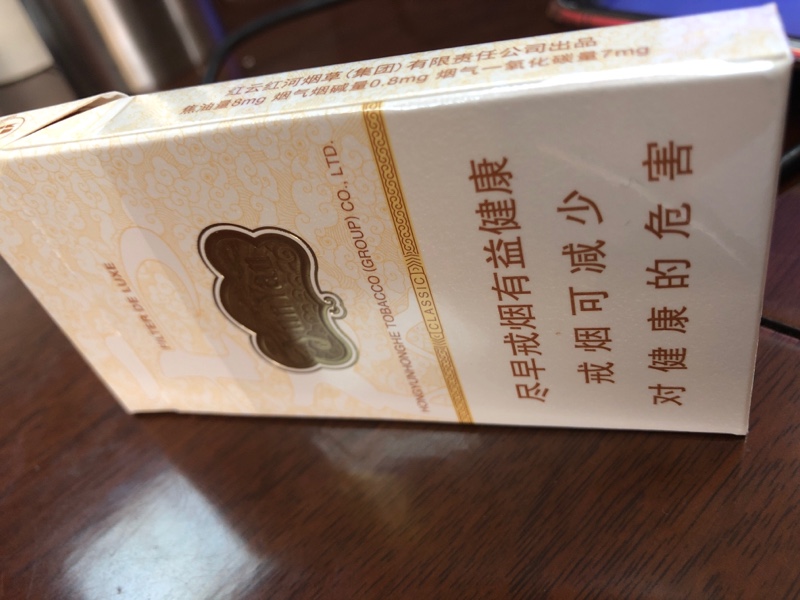 红云红河烟草(集团)有限责任公司出品
焦油量8mg 烟气烟碱量0.8mg 烟气一氧化碳量7mg
FILTER DE LUXE
Yun Yan
HONGYUNHONGHE TOBACCO (GROUP) CO., LTD.
CLASSIC
尽早戒烟有益健康
戒烟可减少
对健康的危害